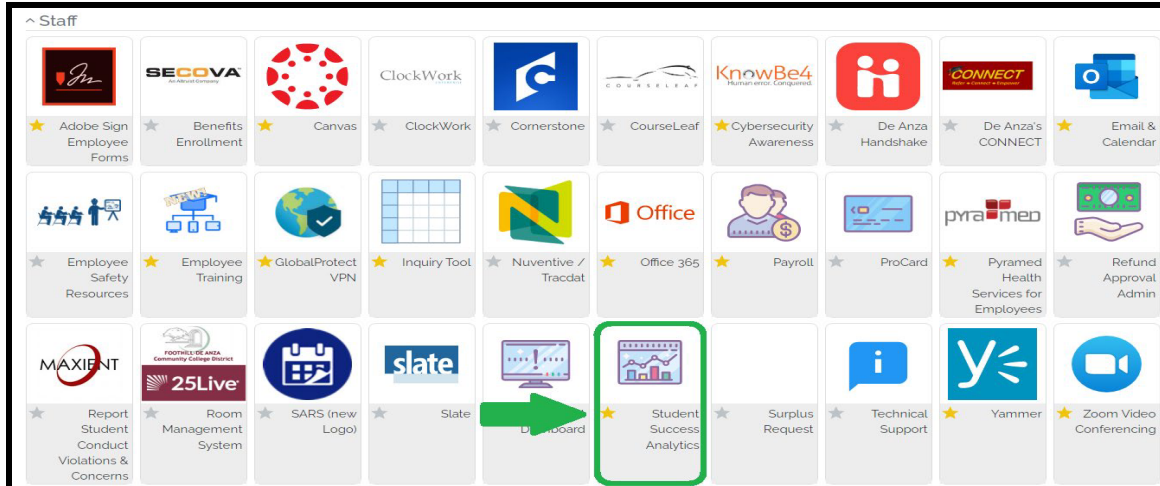 Staff
SECOVA
An Alliant Company
ClockWork
COURSELEAF
KnowBe4
Human error. Conquered.
CONNECT
Adobe Sign
Employee
Forms
Benefits
Enrollment
Canvas
ClockWork
Cornerstone
CourseLeaf
Cybersecurity
Awareness
De Anza
Handshake
De Anza's
CONNECT
Email &
Calendar
NEW!
Office
pyramed
Employee
Safety
Resources
Employee
Training
GlobalProtect
VPN
Inquiry Tool
Nuventive /
Tracdat
Office 365
Payroll
ProCard
Pyramed
Health
Services for
Employees
Refund
Approval
Admin
MAXIENT
FOOTHILL-DE ANZA
Community College District
25Live
slate
Report
Student
Conduct
Violations &
Concerns
Room
Management
System
SARS (new
Logo)
Slate
Student
Success
Analytics
Surplus
Request
Technical
Support
Yammer
Zoom Video
Conferencing